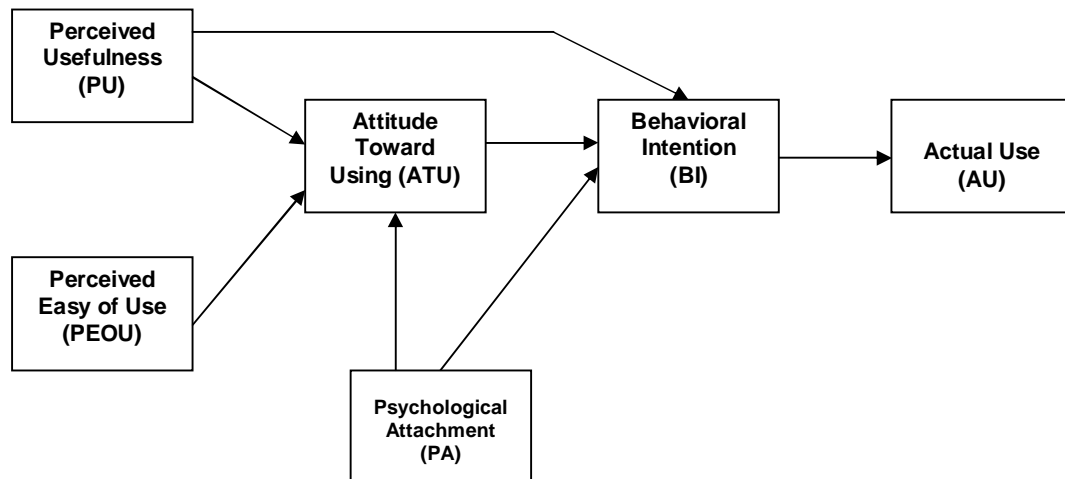 Perceived
Usefulness
(PU)
Attitude
Toward
Using (ATU)
Behavioral
Intention
(BI)
Actual Use
(AU)
Perceived
Easy of Use
(PEOU)
Psychological
Attachment
(PA)